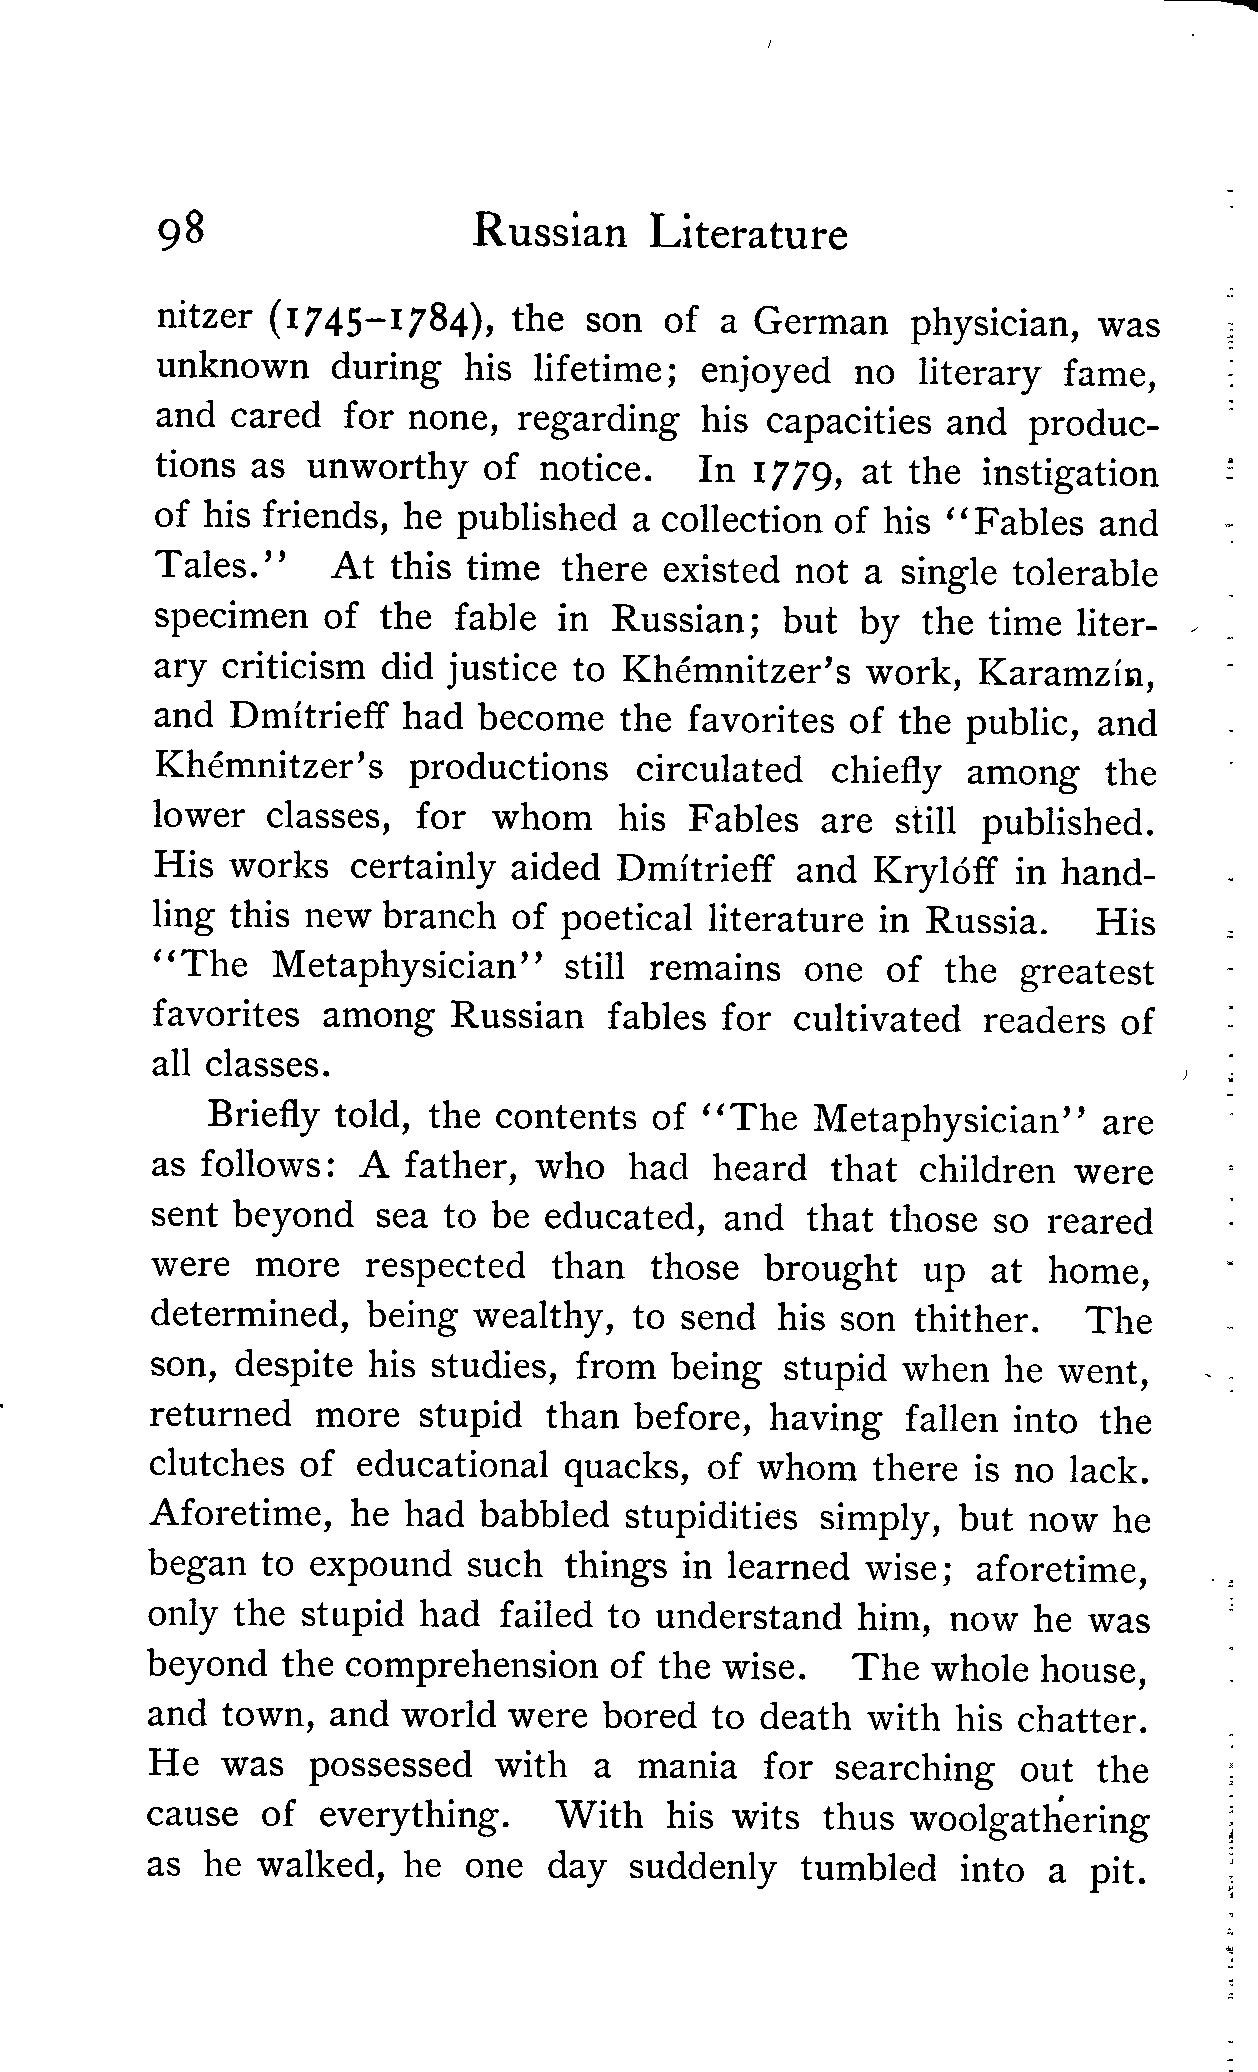 98 Russian Literature
nitzer (1745–1784), the son of a German physician, was
unknown during his lifetime; enjoyed no literary fame,
and cared for none, regarding his capacities and produc-
tions as unworthy of notice. In 1779, at the instigation
of his friends, he published a collection of his “Fables and
Tales.” At this time there existed not a single tolerable
specimen of the fable in Russian; but by the time liter-
ary criticism did justice to Khémnitzer’s work, Karamzín,
and Dmítrieff had become the favorites of the public, and
Khémnitzer’s productions circulated chiefly among the
lower classes, for whom his Fables are still published.
His works certainly aided Dmítrieff and Krylóff in hand-
ling this new branch of poetical literature in Russia. His
“The Metaphysician” still remains one of the greatest
favorites among Russian fables for cultivated readers of
all classes.
Briefly told, the contents of “The Metaphysician” are
as follows: A father, who had heard that children were
sent beyond sea to be educated, and that those so reared
were more respected than those brought up at home,
determined, being wealthy, to send his son thither. The
son, despite his studies, from being stupid when he went,
returned more stupid than before, having fallen into the
clutches of educational quacks, of whom there is no lack.
Aforetime, he had babbled stupidities simply, but now he
began to expound such things in learned wise; aforetime,
only the stupid had failed to understand him, now he was
beyond the comprehension of the wise. The whole house,
and town, and world were bored to death with his chatter.
He was possessed with a mania for searching out the
cause of everything. With his wits thus woolgathering
as he walked, he one day suddenly tumbled into a pit.